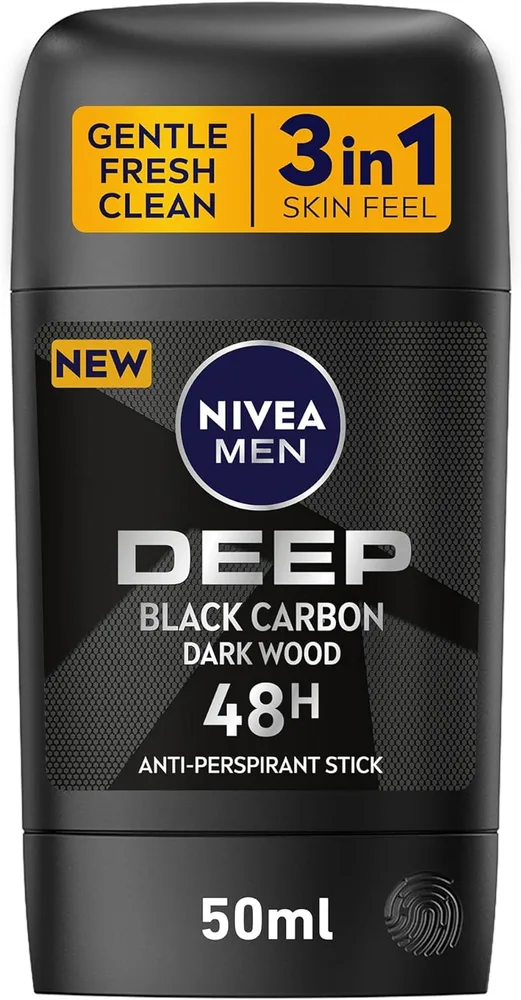 GENTLE
FRESH
CLEAN
3 in 1
SKIN FEEL
NEW
NIVEA
MEN
DEEP
BLACK CARBON
DARK WOOD
48H
ANTI-PERSPIRANT STICK
50ml